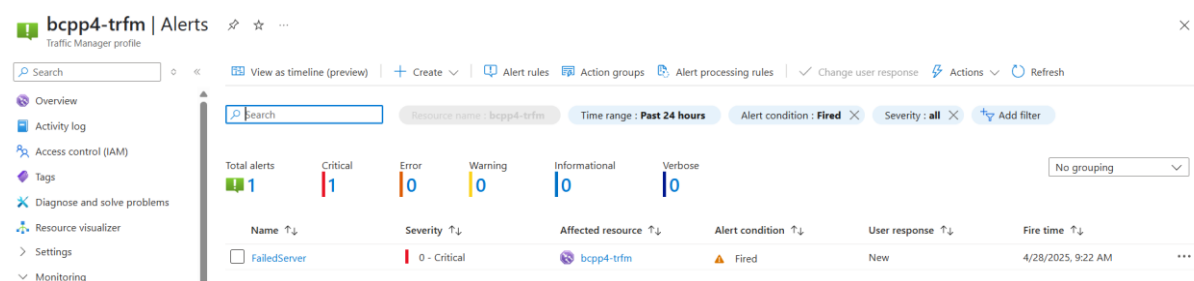 bcpp4-trfm | Alerts ...
Traffic Manager profile
Search
Overview
Activity log
Access control (IAM)
Tags
Diagnose and solve problems
Resource visualizer
Settings
Monitoring
View as timeline (preview) Create Alert rules Action groups Alert processing rules Change user response Actions Refresh
Search Resource name : bcpp4-trfm Time range : Past 24 hours Alert condition : Fired Severity : all Add filter
Total alerts Critical Error Warning Informational Verbose
1 1 0 0 0 0
No grouping
Name Severity Affected resource Alert condition User response Fire time
FailedServer 0 - Critical bcpp4-trfm Fired New 4/28/2025, 9:22 AM ...